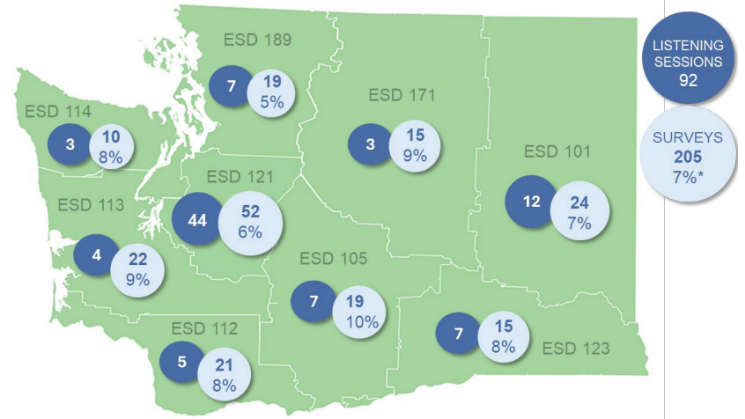 ESD 189
7
19
5%
LISTENING
SESSIONS
92
ESD 114
3
10
8%
ESD 171
3
15
9%
SURVEYS
205
7%*
ESD 101
12
24
7%
ESD 121
44
52
6%
ESD 113
4
22
9%
ESD 105
7
19
10%
ESD 112
5
21
8%
7
15
8%
ESD 123